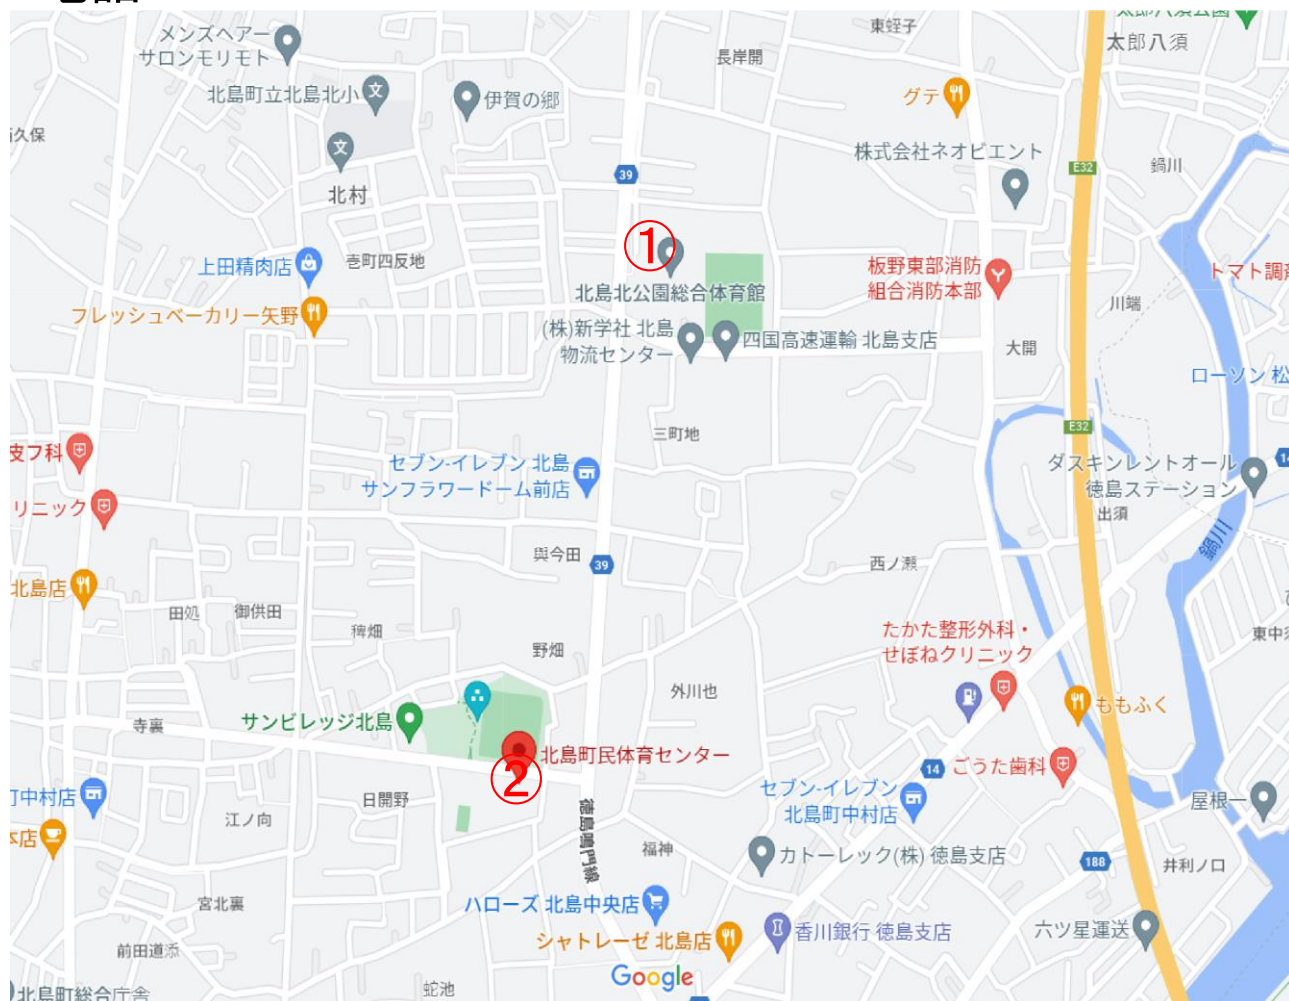 太郎八須公園
メンズヘアー
サロンモリモト
東蛭子
太郎八須
長岸開
北島町立北島北小
伊賀の郷
グテ
久保
株式会社ネオビエント
E32
鍋川
39
北村
①
上田精肉店
壱町四反地
板野東部消防
組合消防本部
トマト調剤
北島北公園総合体育館
川端
フレッシュベーカリー矢野
(株)新学社 北島
物流センター
四国高速運輸 北島支店
大開
ローソン 松
三町地
E32
皮フ科
セブン-イレブン 北島
サンフラワードーム前店
ダスキンレントオール
徳島ステーション
14
リニック
出須
鍋川
與今田
39
西ノ瀬
北島店
田処
御供田
稗畑
たかた整形外科・
せぼねクリニック
東中須
野畑
外川也
寺裏
サンビレッジ北島
ももふく
北島町民体育センター
②
14
ごうた歯科
町中村店
日開野
セブン-イレブン
北島町中村店
屋根一
江ノ向
徳島鳴門線
本店
福神
カトーレック(株) 徳島支店
188
井利ノ口
宮北裏
ハローズ 北島中央店
シャトレーゼ 北島店
香川銀行 徳島支店
六ツ星運送
前田道添
Google
蛇池
北島町総合庁舎